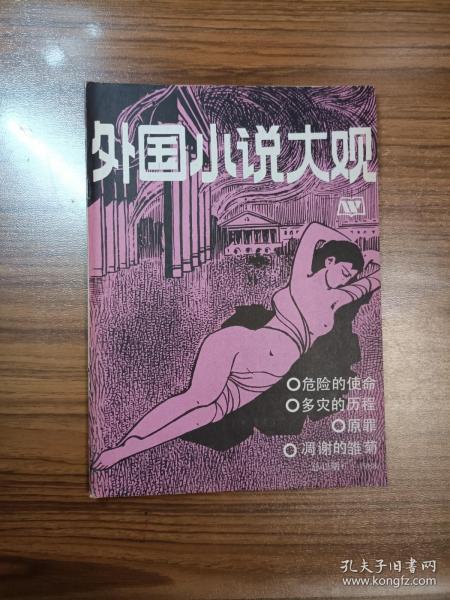 外国小说大观
危险的使命
多灾的历程
原罪
凋谢的雏菊
孔夫子旧书网
www.kongfz.com